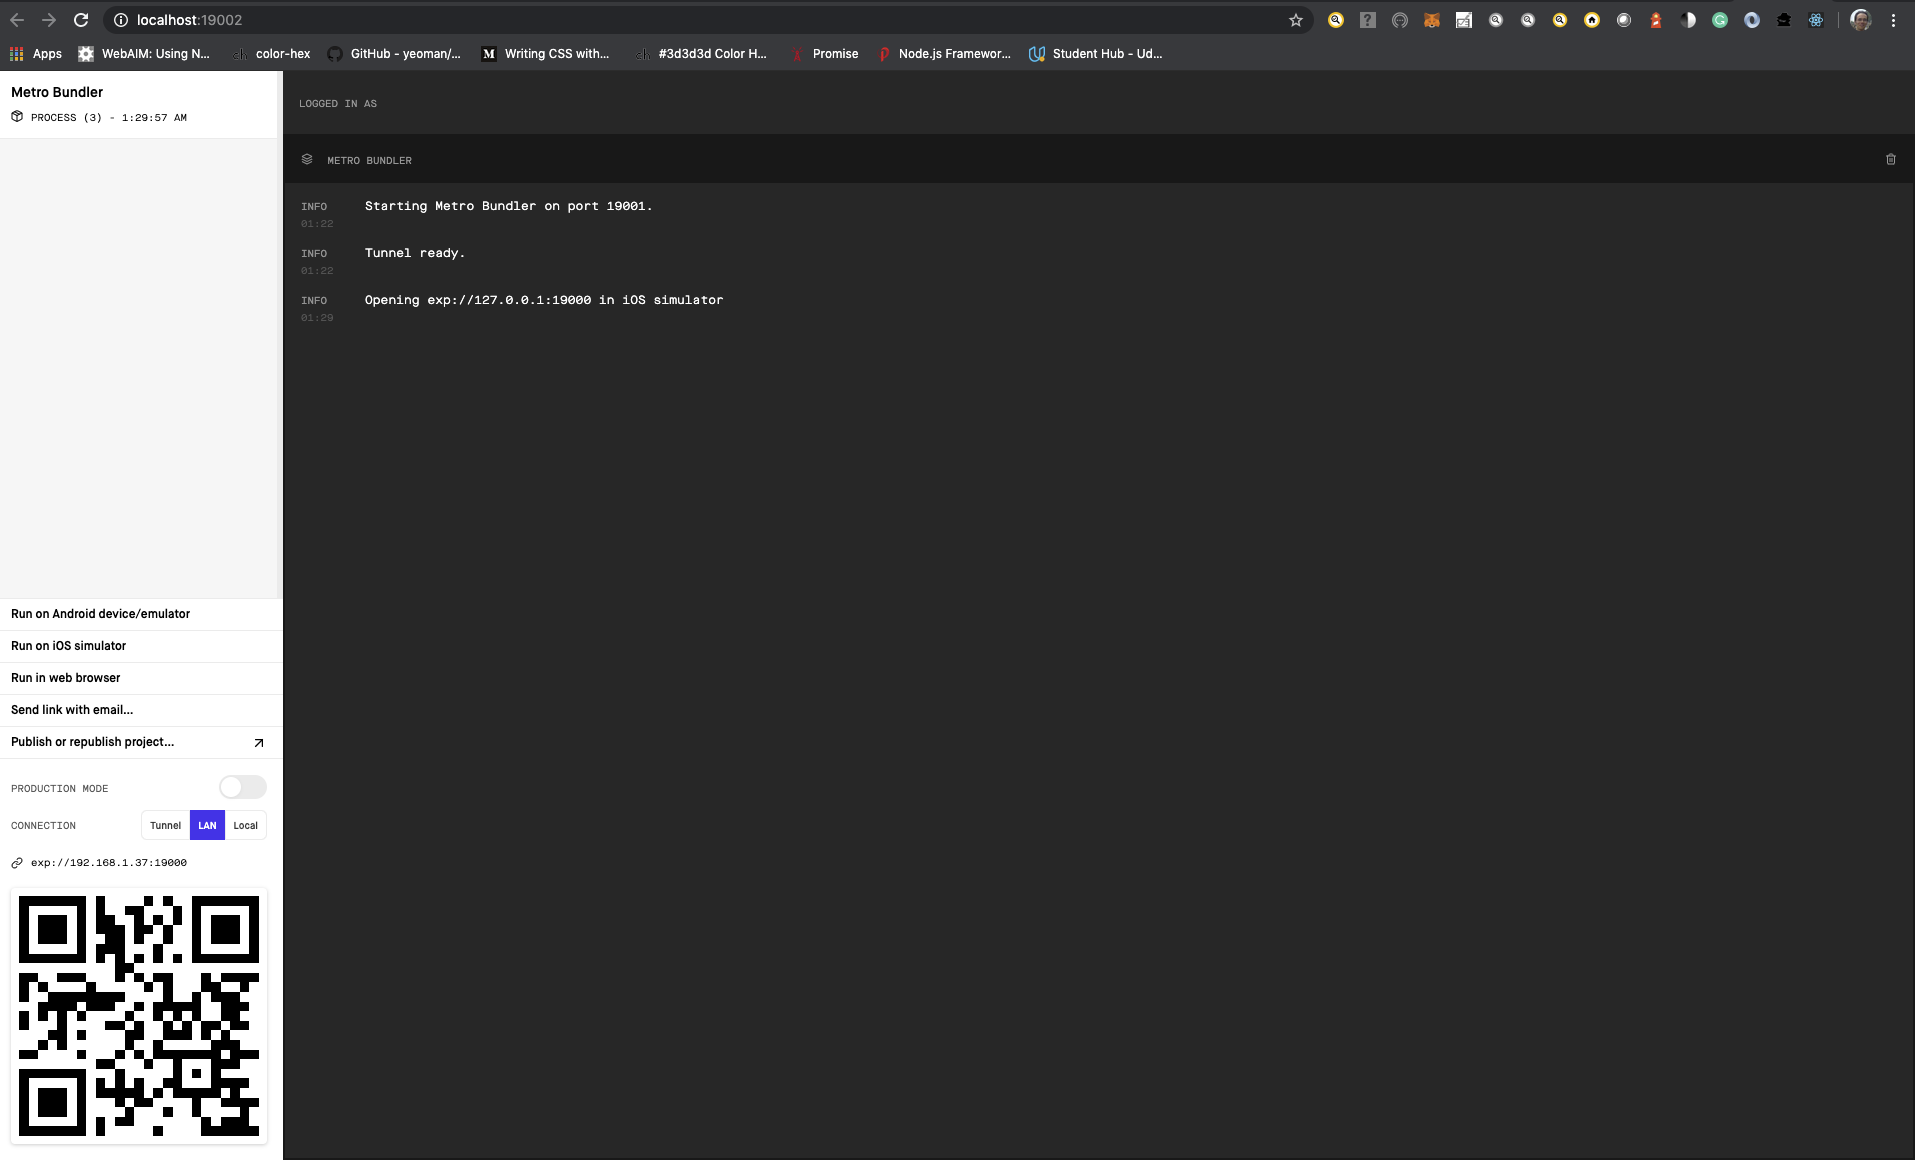 localhost:19002
Apps
WebAIM: Using N...
color-hex
GitHub - yeoman/...
Writing CSS with...
#3d3d3d Color H...
Promise
Node.js Framewor...
Student Hub - Ud...
Metro Bundler
PROCESS (3) - 1:29:57 AM
LOGGED IN AS
METRO BUNDLER
INFO Starting Metro Bundler on port 19001.
01:22
INFO Tunnel ready.
01:22
INFO Opening exp://127.0.0.1:19000 in iOS simulator
01:29
Run on Android device/emulator
Run on iOS simulator
Run in web browser
Send link with email...
Publish or republish project...
PRODUCTION MODE
CONNECTION Tunnel LAN Local
exp://192.168.1.37:19000